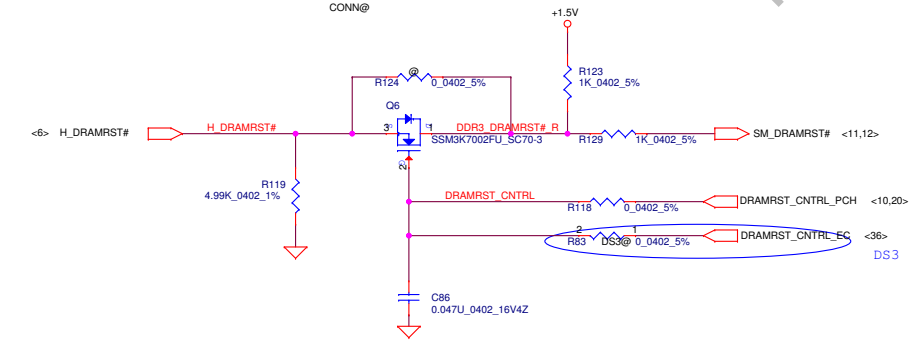 CONN@
+1.5V
R123
1K_0402_5%
@
R124
0_0402_5%
Q6
<6>
H_DRAMRST#
H_DRAMRST#
3
1
DDR3_DRAMRST#_R
SSM3K7002FU_SC70-3
2
R129
1K_0402_5%
SM_DRAMRST#
<11,12>
R119
4.99K_0402_1%
DRAMRST_CNTRL
R118
0_0402_5%
DRAMRST_CNTRL_PCH
<10,20>
2
1
R83
DS3@
0_0402_5%
DRAMRST_CNTRL_EC
<36>
DS3
C86
0.047U_0402_16V4Z